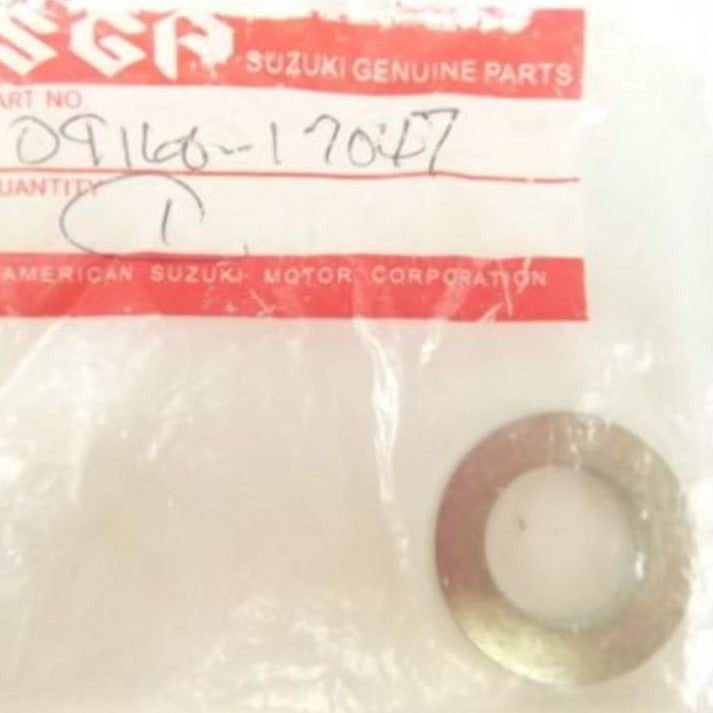 SGP SUZUKI GENUINE PARTS
ART NO.
09160-17047
UANTITY
1
AMERICAN SUZUKI MOTOR CORPORATION